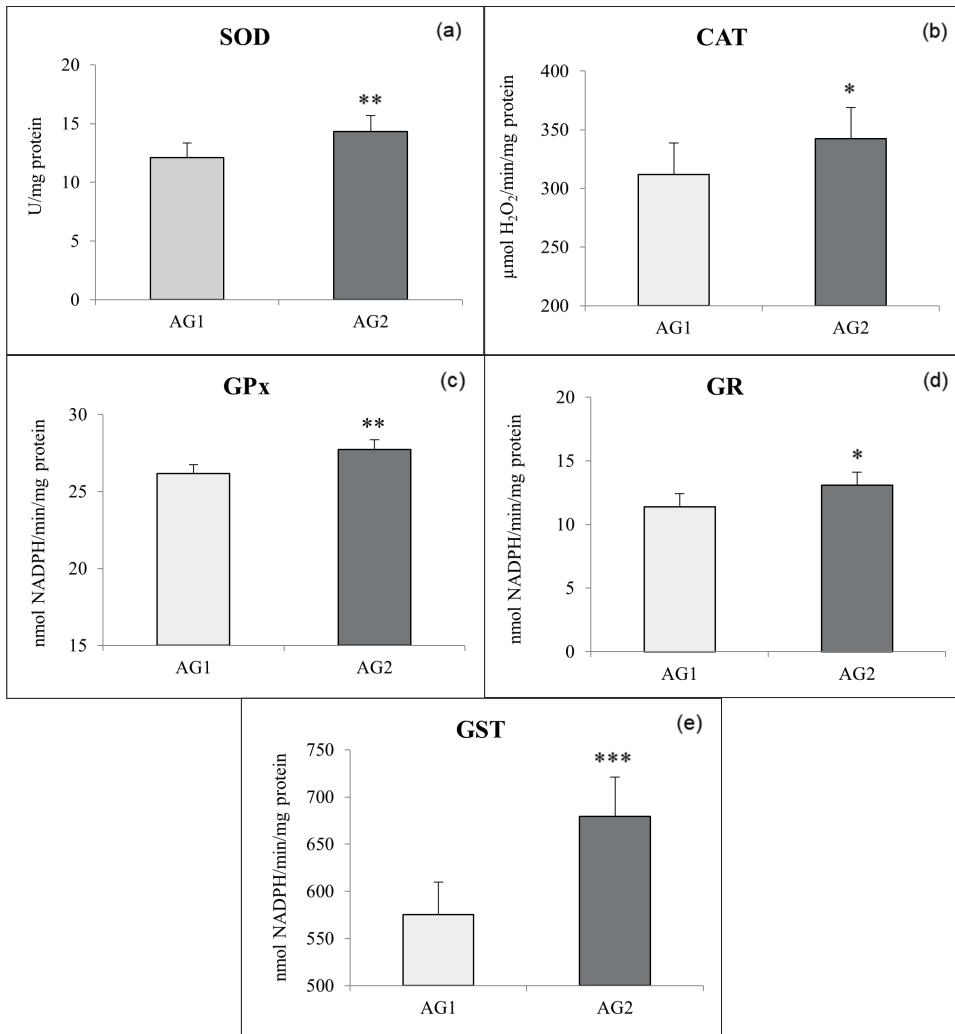 SOD
(a)
U/mg protein
20
15
10
5
0
**
AG1
AG2
CAT
(b)
µmol H₂O₂/min/mg protein
400
350
300
250
200
*
AG1
AG2
GPx
(c)
nmol NADPH/min/mg protein
30
25
20
15
**
AG1
AG2
GR
(d)
nmol NADPH/min/mg protein
20
15
10
5
0
*
AG1
AG2
GST
(e)
nmol NADPH/min/mg protein
750
700
650
600
550
500
***
AG1
AG2